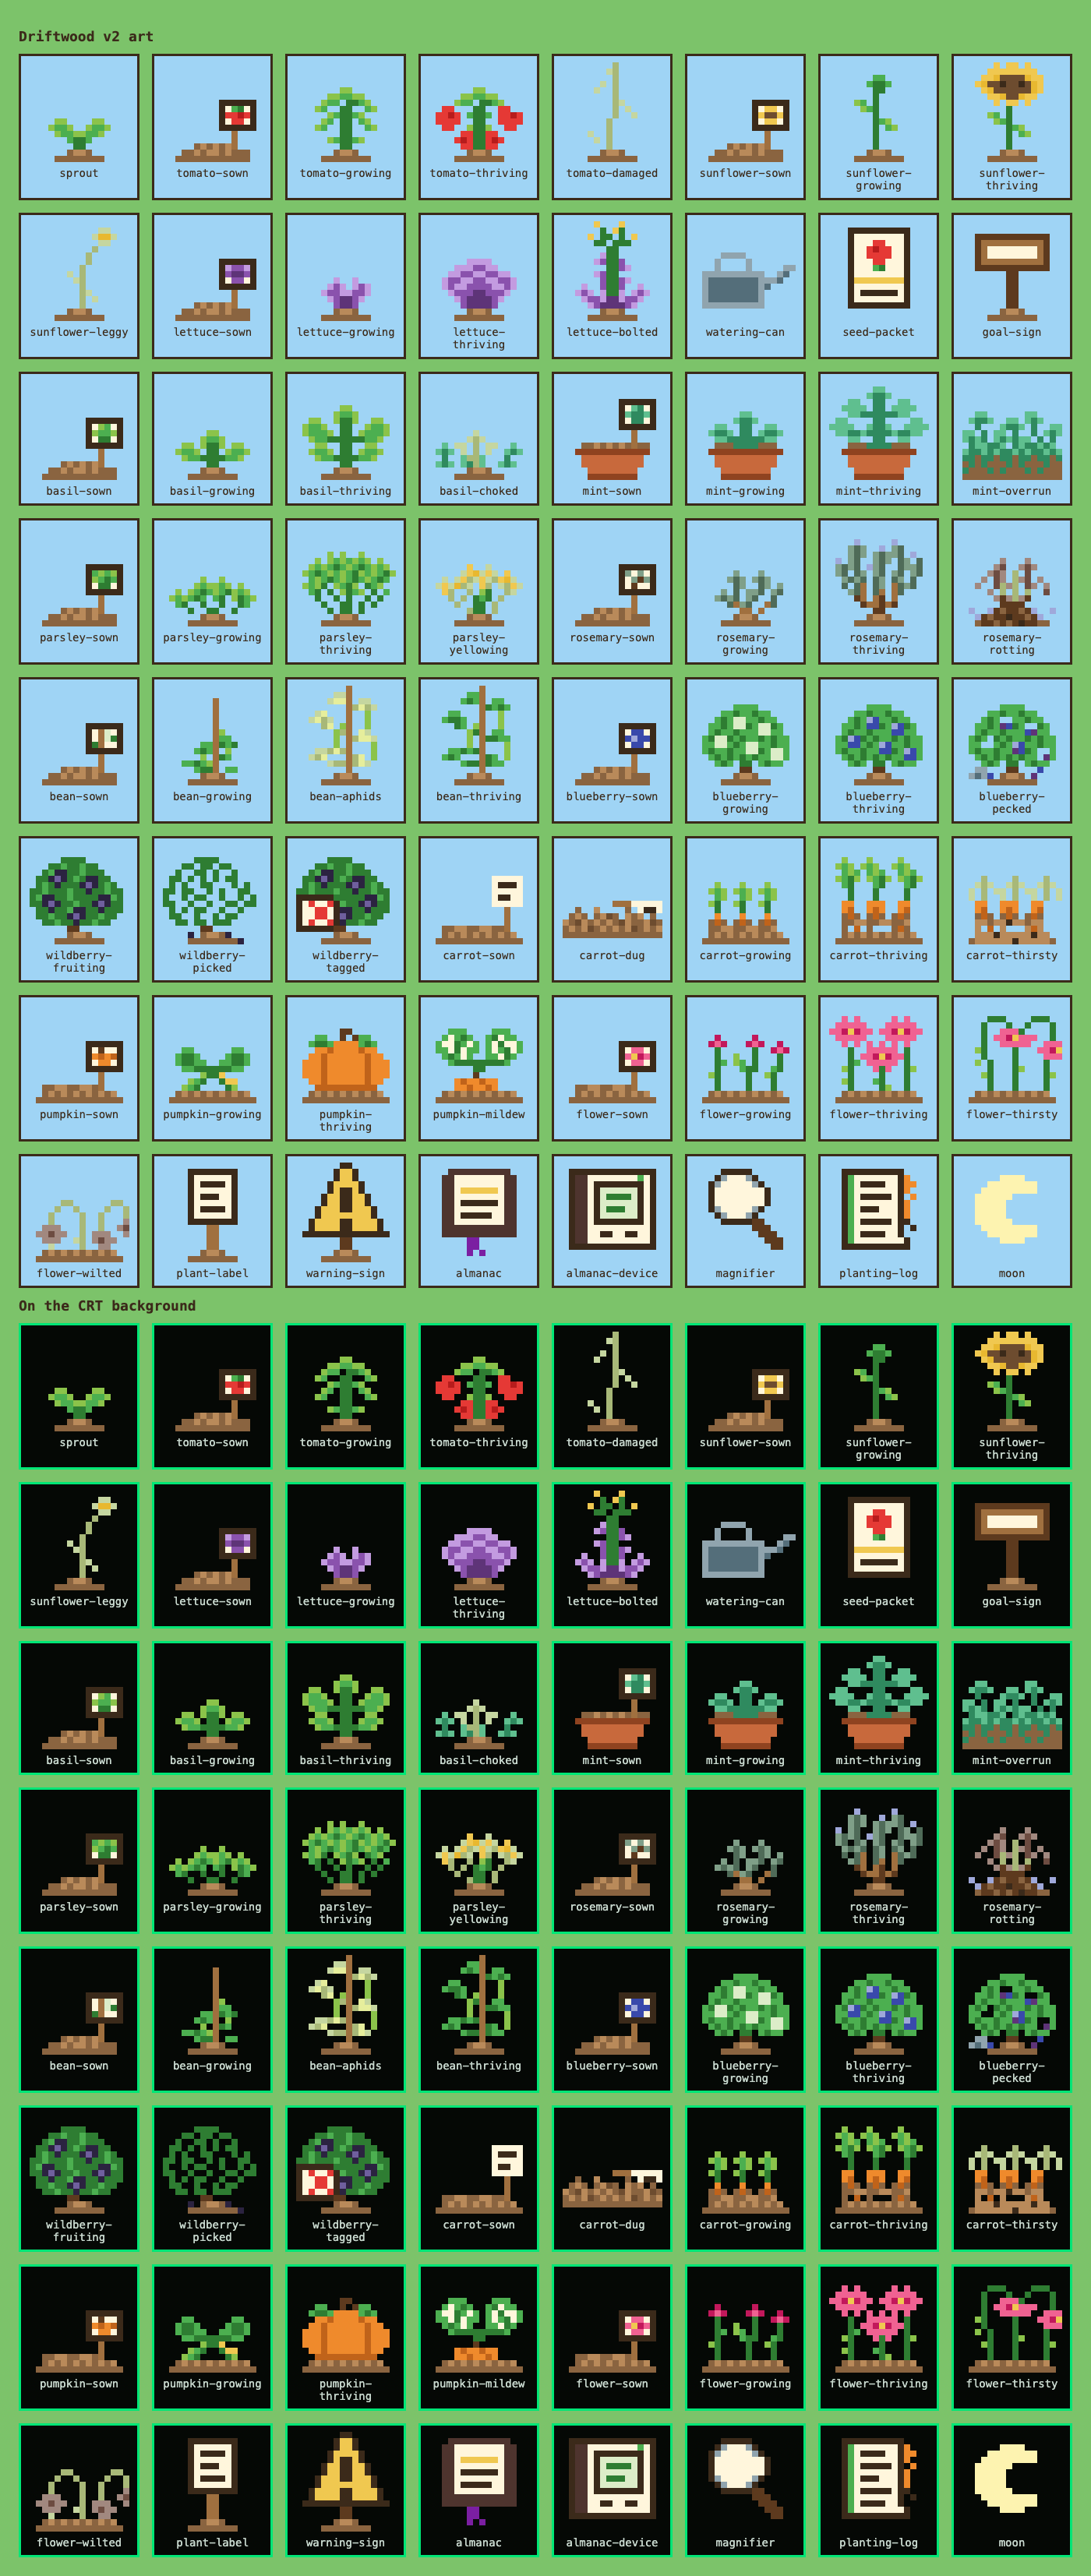 Driftwood v2 art
sprout
tomato-sown
tomato-growing
tomato-thriving
tomato-damaged
sunflower-sown
sunflower-
growing
sunflower-
thriving
sunflower-leggy
lettuce-sown
lettuce-growing
lettuce-
thriving
lettuce-bolted
watering-can
seed-packet
goal-sign
basil-sown
basil-growing
basil-thriving
basil-choked
mint-sown
mint-growing
mint-thriving
mint-overrun
parsley-sown
parsley-growing
parsley-
thriving
parsley-
yellowing
rosemary-sown
rosemary-
growing
rosemary-
thriving
rosemary-
rotting
bean-sown
bean-growing
bean-aphids
bean-thriving
blueberry-sown
blueberry-
growing
blueberry-
thriving
blueberry-
pecked
wildberry-
fruiting
wildberry-
picked
wildberry-
tagged
carrot-sown
carrot-dug
carrot-growing
carrot-thriving
carrot-thirsty
pumpkin-sown
pumpkin-growing
pumpkin-
thriving
pumpkin-mildew
flower-sown
flower-growing
flower-thriving
flower-thirsty
flower-wilted
plant-label
warning-sign
almanac
almanac-device
magnifier
planting-log
moon
On the CRT background
sprout
tomato-sown
tomato-growing
tomato-thriving
tomato-damaged
sunflower-sown
sunflower-
growing
sunflower-
thriving
sunflower-leggy
lettuce-sown
lettuce-growing
lettuce-
thriving
lettuce-bolted
watering-can
seed-packet
goal-sign
basil-sown
basil-growing
basil-thriving
basil-choked
mint-sown
mint-growing
mint-thriving
mint-overrun
parsley-sown
parsley-growing
parsley-
thriving
parsley-
yellowing
rosemary-sown
rosemary-
growing
rosemary-
thriving
rosemary-
rotting
bean-sown
bean-growing
bean-aphids
bean-thriving
blueberry-sown
blueberry-
growing
blueberry-
thriving
blueberry-
pecked
wildberry-
fruiting
wildberry-
picked
wildberry-
tagged
carrot-sown
carrot-dug
carrot-growing
carrot-thriving
carrot-thirsty
pumpkin-sown
pumpkin-growing
pumpkin-
thriving
pumpkin-mildew
flower-sown
flower-growing
flower-thriving
flower-thirsty
flower-wilted
plant-label
warning-sign
almanac
almanac-device
magnifier
planting-log
moon